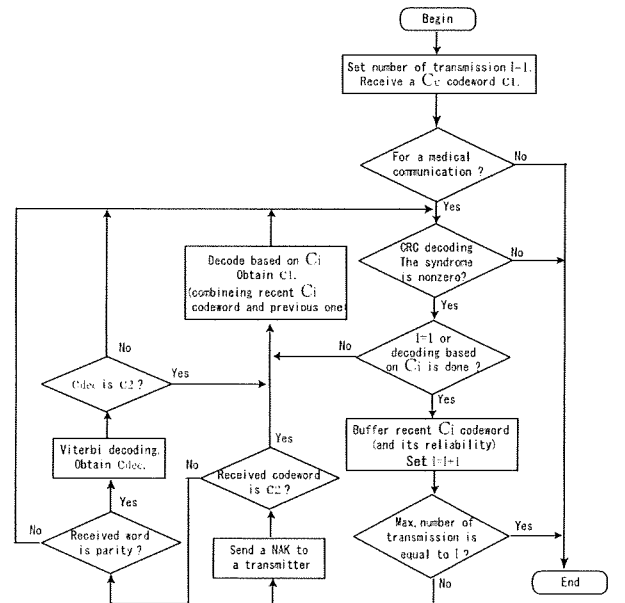 Begin
Set number of transmission I=1.
Receive a Ce codeword C1.
For a medical
communication ?
No
Yes
CRC decoding
The syndrome
is nonzero?
No
Yes
Decode based on Ci
Obtain C1.
(combineing recent Ci
codeword and previous one)
I=1 or
decoding based
on Ci is done ?
No
Yes
No
Cdec is C2 ?
Yes
Buffer recent Ci codeword
(and its reliability)
Set I=I+1
Viterbi decoding.
Obtain Cdec.
Yes
Received codeword
is C2 ?
No
Yes
No
Received word
is parity ?
Send a NAK to
a transmitter
Max. number of
transmission is
equal to I ?
Yes
No
End